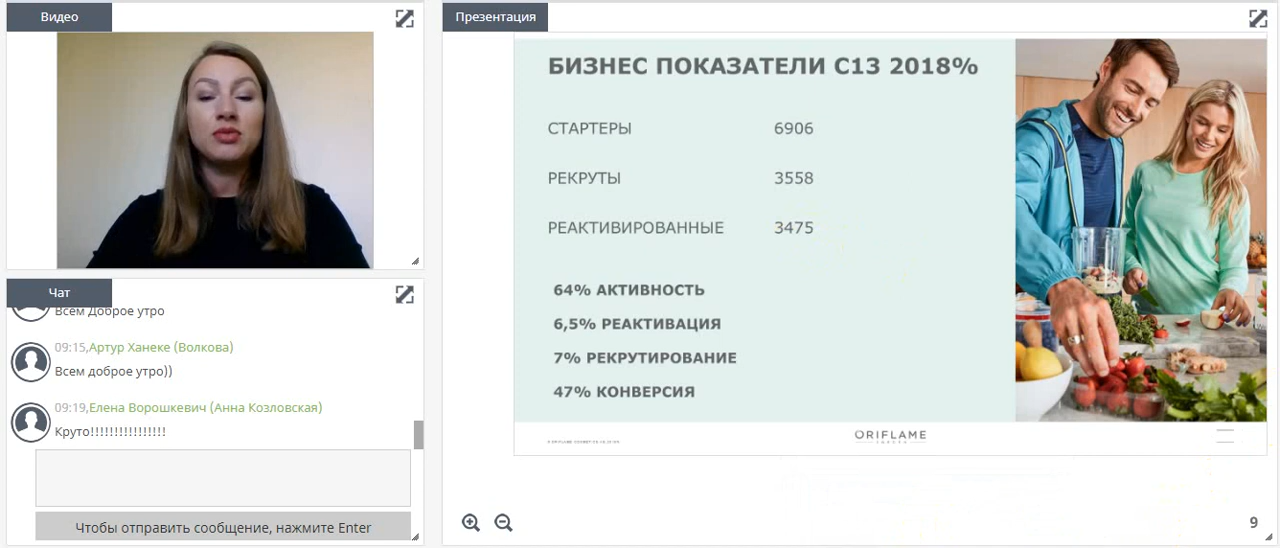 Видео
Чат
Всем Доброе утро
09:15,Артур Ханеке (Волкова)
Всем доброе утро))
09:19,Елена Ворошкевич (Анна Козловская)
Круто!!!!!!!!!!!!!!!!
Чтобы отправить сообщение, нажмите Enter
Презентация
БИЗНЕС ПОКАЗАТЕЛИ С13 2018%
СТАРТЕРЫ 6906
РЕКРУТЫ 3558
РЕАКТИВИРОВАННЫЕ 3475
64% АКТИВНОСТЬ
6,5% РЕАКТИВАЦИЯ
7% РЕКРУТИРОВАНИЕ
47% КОНВЕРСИЯ
ORIFLAME
9